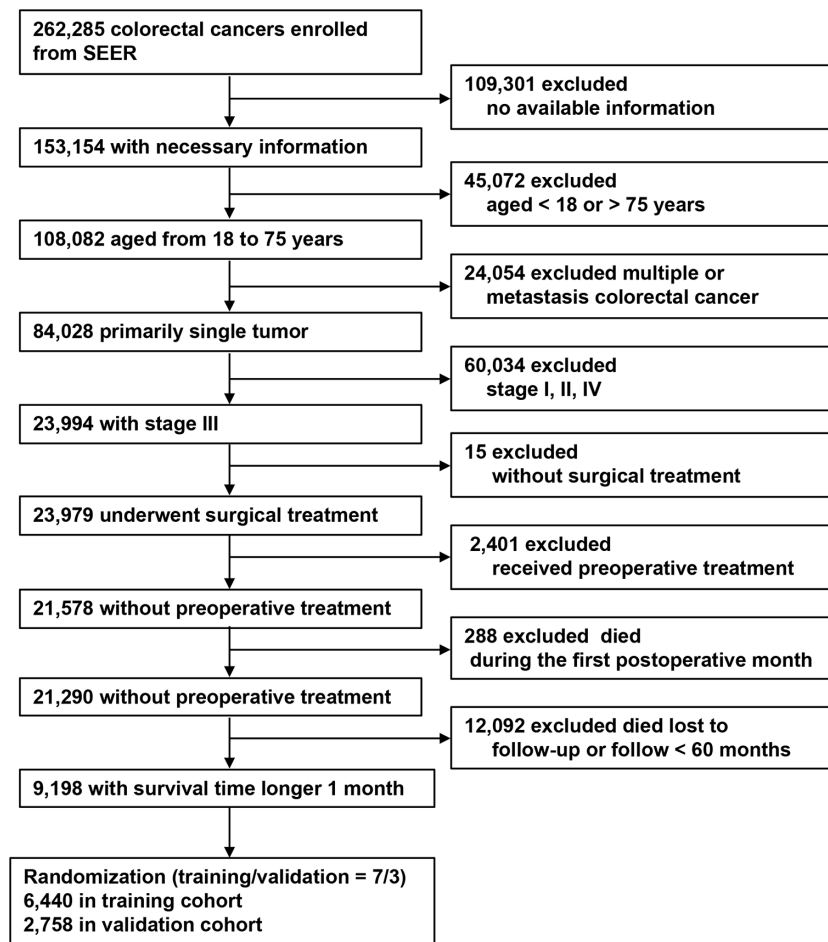 262,285 colorectal cancers enrolled
from SEER
109,301 excluded
no available information
153,154 with necessary information
45,072 excluded
aged < 18 or > 75 years
108,082 aged from 18 to 75 years
24,054 excluded multiple or
metastasis colorectal cancer
84,028 primarily single tumor
60,034 excluded
stage I, II, IV
23,994 with stage III
15 excluded
without surgical treatment
23,979 underwent surgical treatment
2,401 excluded
received preoperative treatment
21,578 without preoperative treatment
288 excluded died
during the first postoperative month
21,290 without preoperative treatment
12,092 excluded died lost to
follow-up or follow < 60 months
9,198 with survival time longer 1 month
Randomization (training/validation = 7/3)
6,440 in training cohort
2,758 in validation cohort